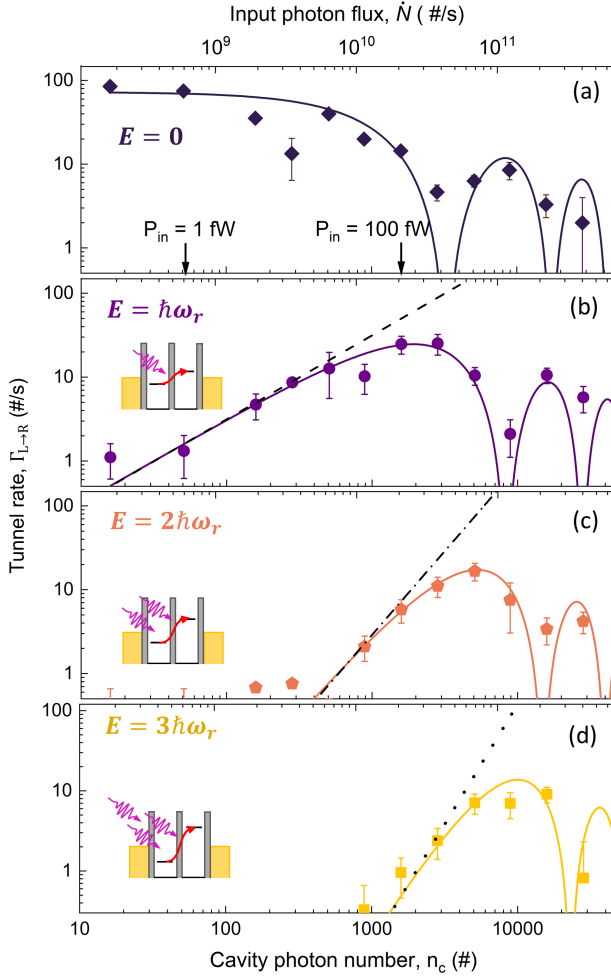 Input photon flux, Ṅ ( #/s)
10⁹ 10¹⁰ 10¹¹
100
10
1
(a)
E = 0
P_in = 1 fW
P_in = 100 fW
100
10
1
(b)
E = ħω_r
Tunnel rate, Γ_L→R (#/s)
100
10
1
(c)
E = 2ħω_r
100
10
1
(d)
E = 3ħω_r
10 100 1000 10000
Cavity photon number, n_c (#)